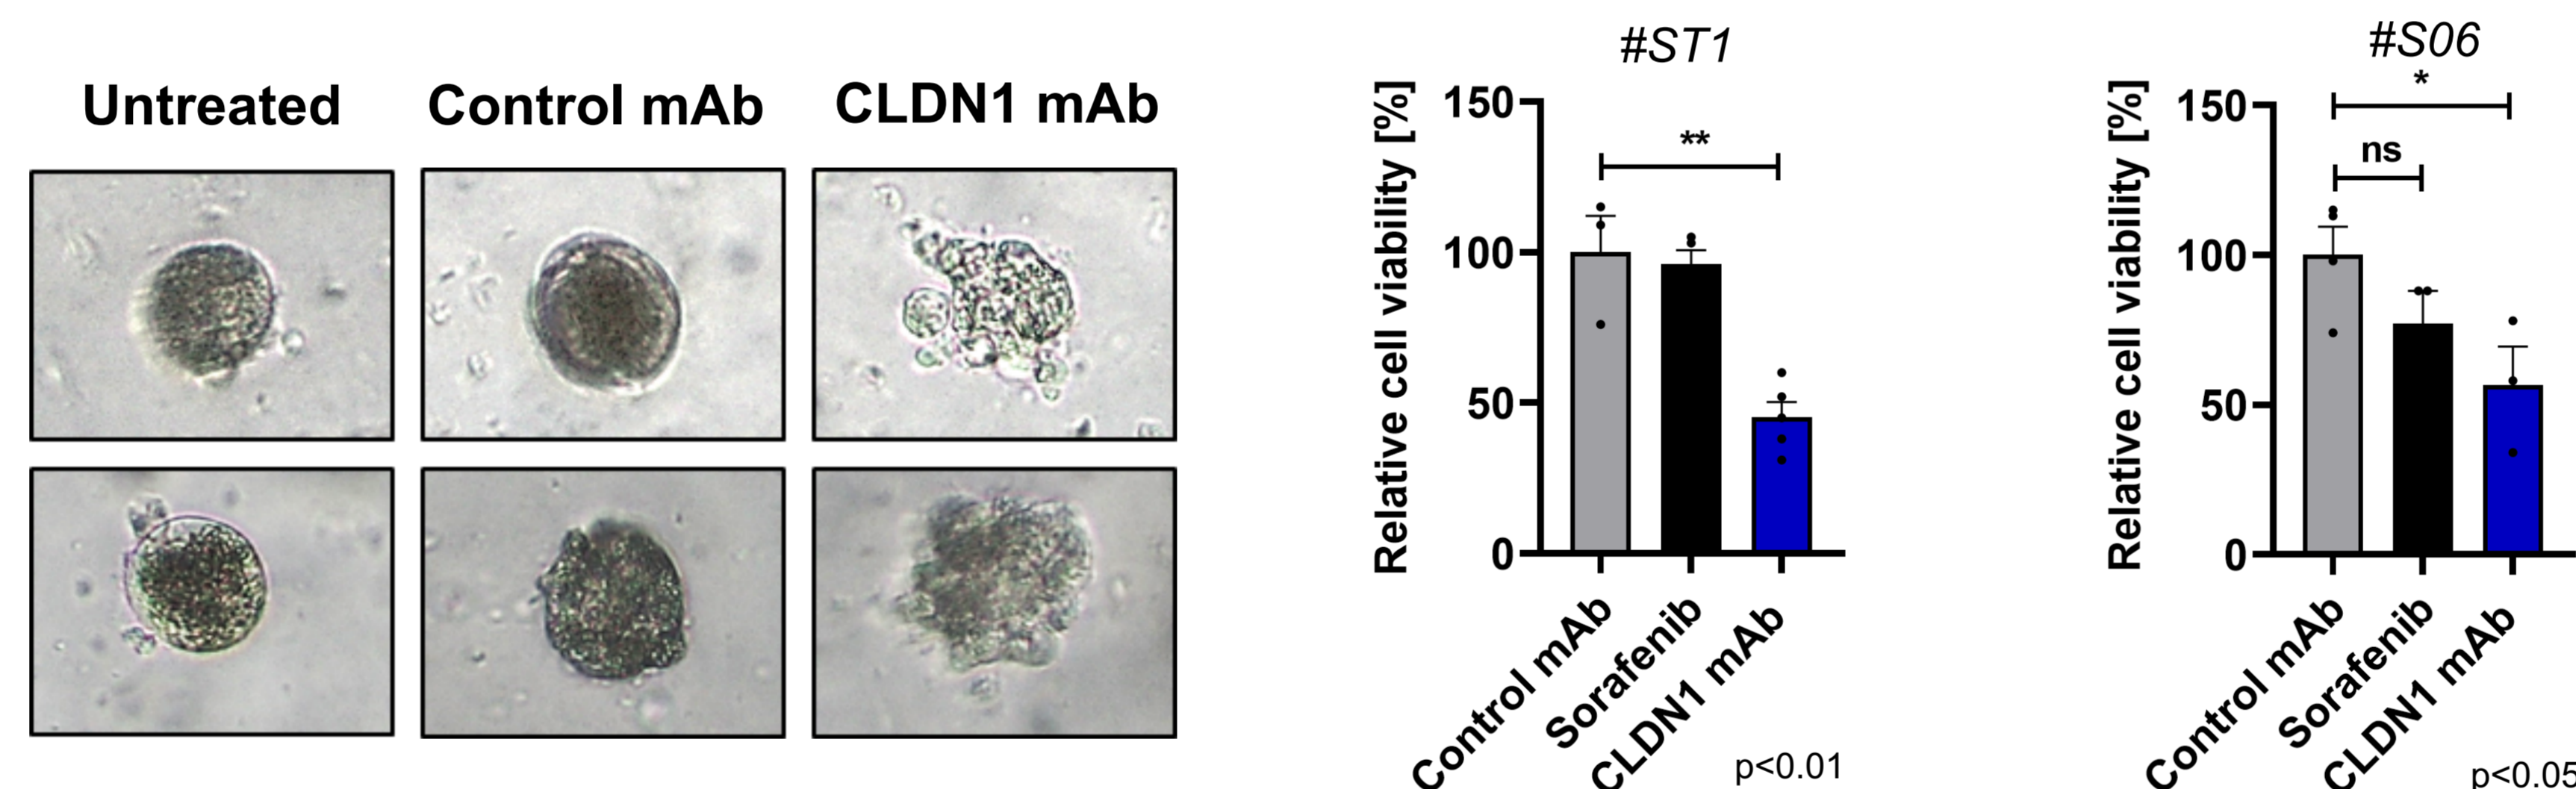 Untreated
Control mAb
CLDN1 mAb
#ST1
Relative cell viability [%]
150
100
50
0
**
Control mAb
Sorafenib
CLDN1 mAb
p<0.01
#S06
Relative cell viability [%]
150
100
50
0
*
ns
Control mAb
Sorafenib
CLDN1 mAb
p<0.05